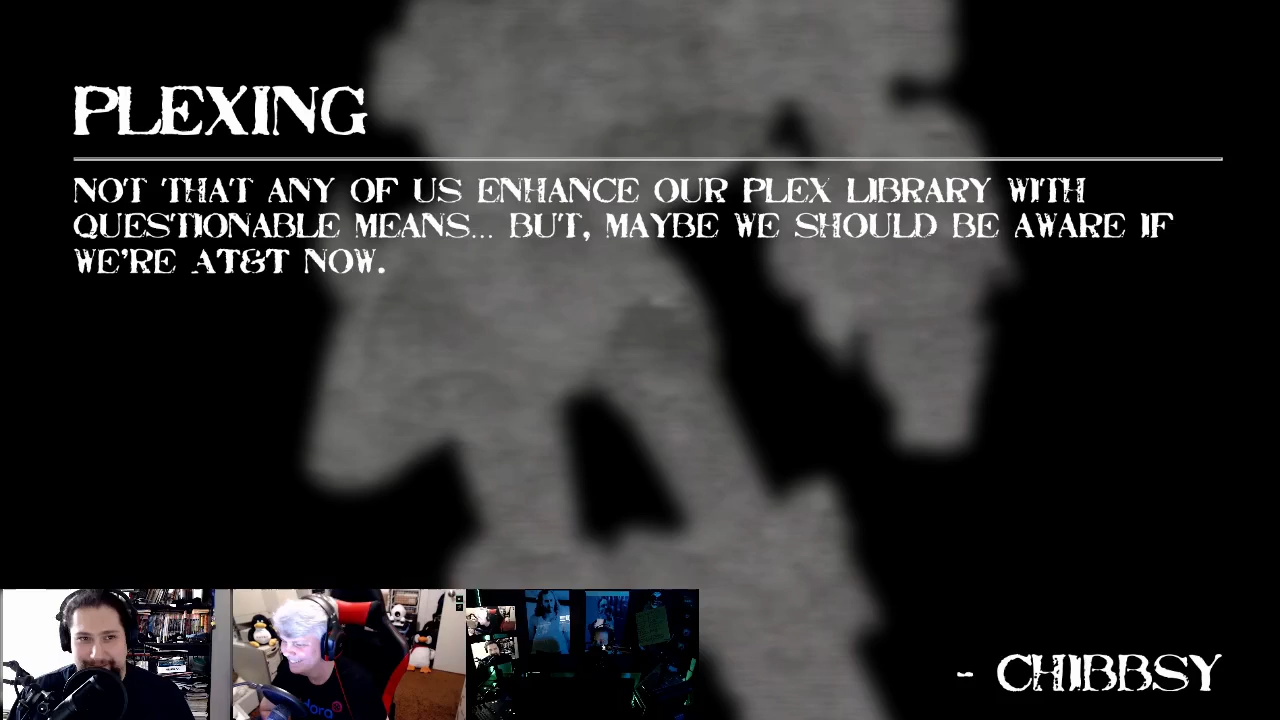 PLEXING
NOT THAT ANY OF US ENHANCE OUR PLEX LIBRARY WITH
QUESTIONABLE MEANS... BUT, MAYBE WE SHOULD BE AWARE IF
WE'RE AT&T NOW.
- CHIBBSY